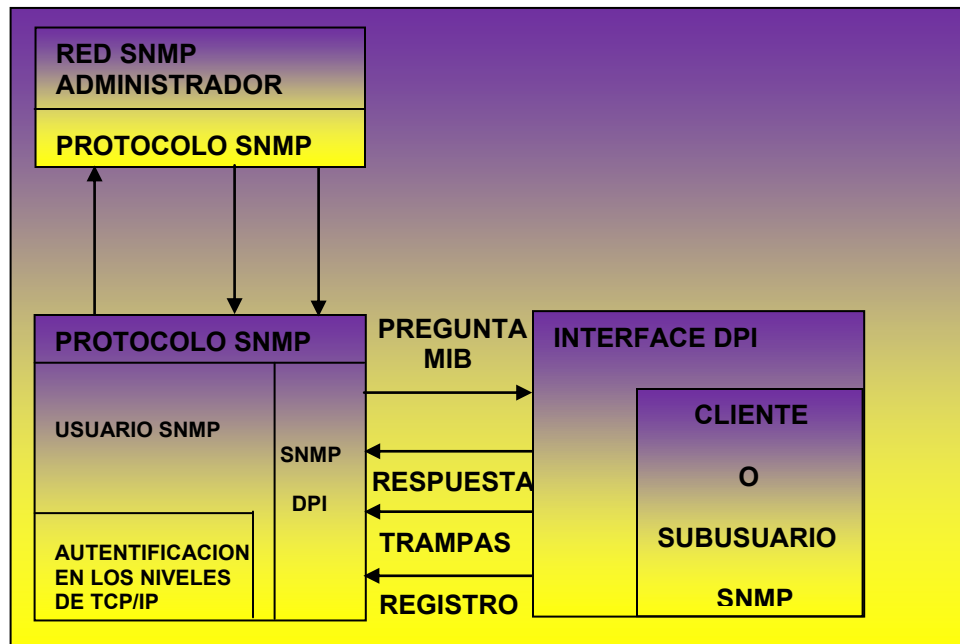 RED SNMP
ADMINISTRADOR
PROTOCOLO SNMP
PROTOCOLO SNMP
USUARIO SNMP
SNMP
DPI
AUTENTIFICACION
EN LOS NIVELES
DE TCP/IP
PREGUNTA
MIB
RESPUESTA
TRAMPAS
REGISTRO
INTERFACE DPI
CLIENTE
O
SUBUSUARIO
SNMP